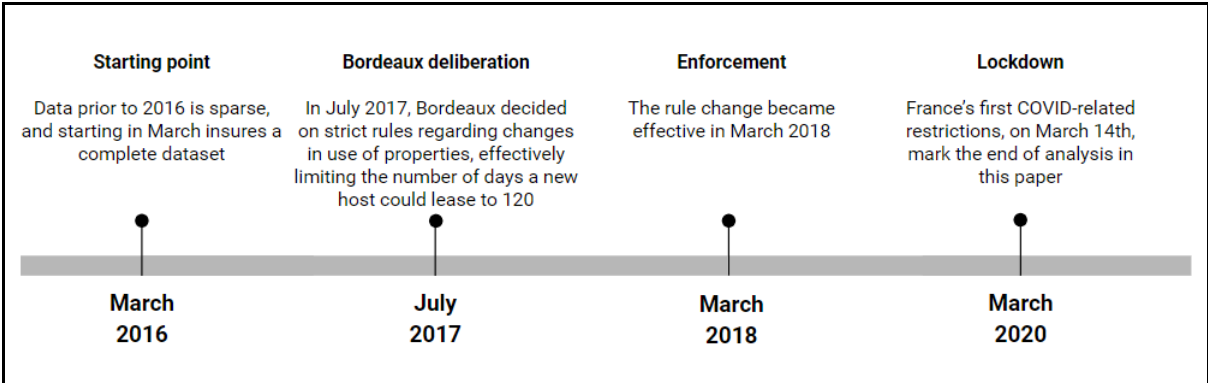 Starting point
Data prior to 2016 is sparse,
and starting in March insures a
complete dataset
Bordeaux deliberation
In July 2017, Bordeaux decided
on strict rules regarding changes
in use of properties, effectively
limiting the number of days a new
host could lease to 120
Enforcement
The rule change became
effective in March 2018
Lockdown
France's first COVID-related
restrictions, on March 14th,
mark the end of analysis in
this paper
March
2016
July
2017
March
2018
March
2020